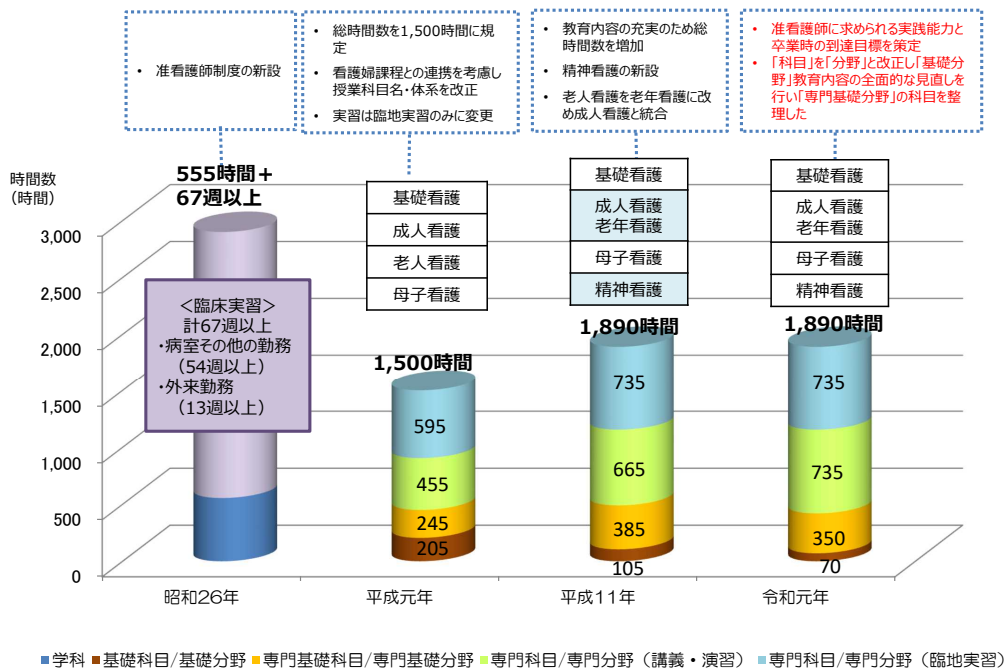 ・ 准看護師制度の新設
・ 総時間数を1,500時間に規
定
・ 看護婦課程との連携を考慮し
授業科目名・体系を改正
・ 実習は臨地実習のみに変更
・ 教育内容の充実のため総
時間数を増加
・ 精神看護の新設
・ 老人看護を老年看護に改
め成人看護と統合
・ 准看護師に求められる実践能力と
卒業時の到達目標を策定
・ 「科目」を「分野」と改正し「基礎分
野」教育内容の全面的な見直しを
行い「専門基礎分野」の科目を整
理した
時間数
(時間)
555時間+
67週以上
基礎看護
成人看護
老人看護
母子看護
基礎看護
成人看護
老年看護
母子看護
精神看護
基礎看護
成人看護
老年看護
母子看護
精神看護
<臨床実習>
計67週以上
・病室その他の勤務
(54週以上)
・外来勤務
(13週以上)
1,500時間
1,890時間
1,890時間
3,000
2,500
2,000
1,500
1,000
500
0
595
455
245
205
735
665
385
105
735
735
350
70
昭和26年
平成元年
平成11年
令和元年
学科
基礎科目/基礎分野
専門基礎科目/専門基礎分野
専門科目/専門分野(講義・演習)
専門科目/専門分野(臨地実習)